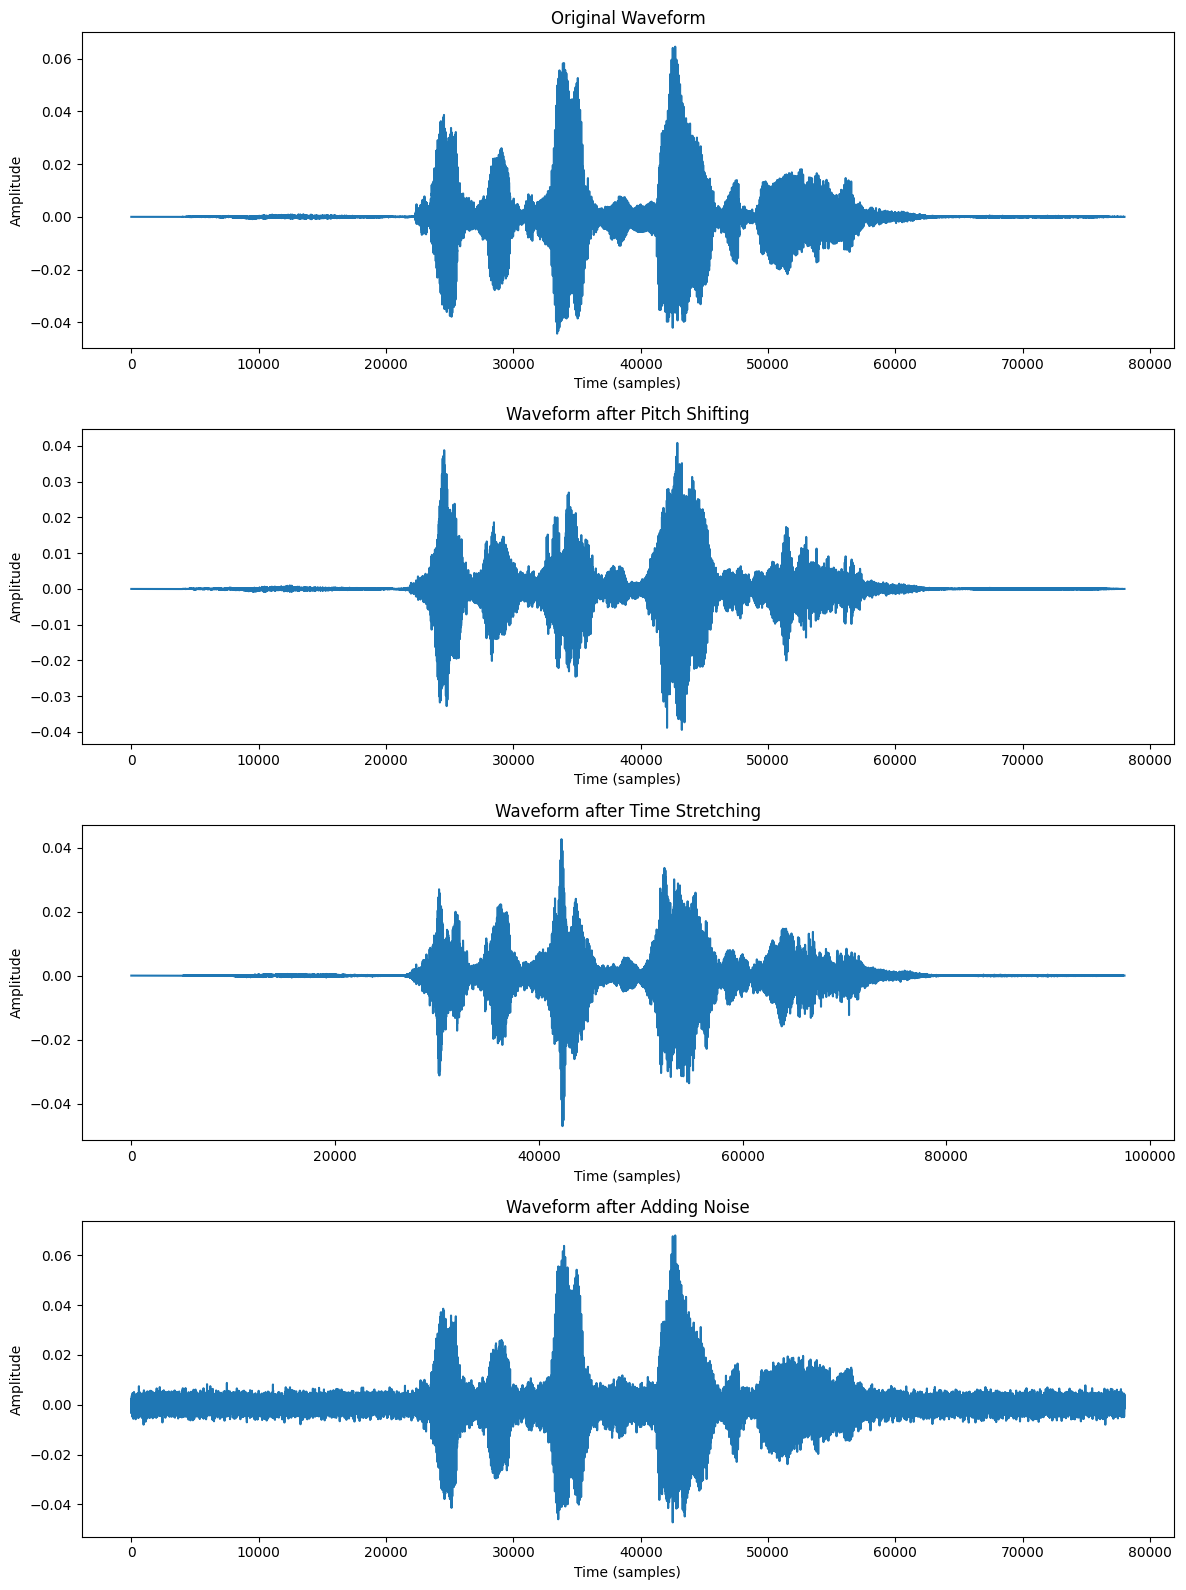 Original Waveform
0.06
0.04
0.02
0.00
−0.02
−0.04
Amplitude
0 10000 20000 30000 40000 50000 60000 70000 80000
Time (samples)
Waveform after Pitch Shifting
0.04
0.03
0.02
0.01
0.00
−0.01
−0.02
−0.03
−0.04
Amplitude
0 10000 20000 30000 40000 50000 60000 70000 80000
Time (samples)
Waveform after Time Stretching
0.04
0.02
0.00
−0.02
−0.04
Amplitude
0 20000 40000 60000 80000 100000
Time (samples)
Waveform after Adding Noise
0.06
0.04
0.02
0.00
−0.02
−0.04
Amplitude
0 10000 20000 30000 40000 50000 60000 70000 80000
Time (samples)